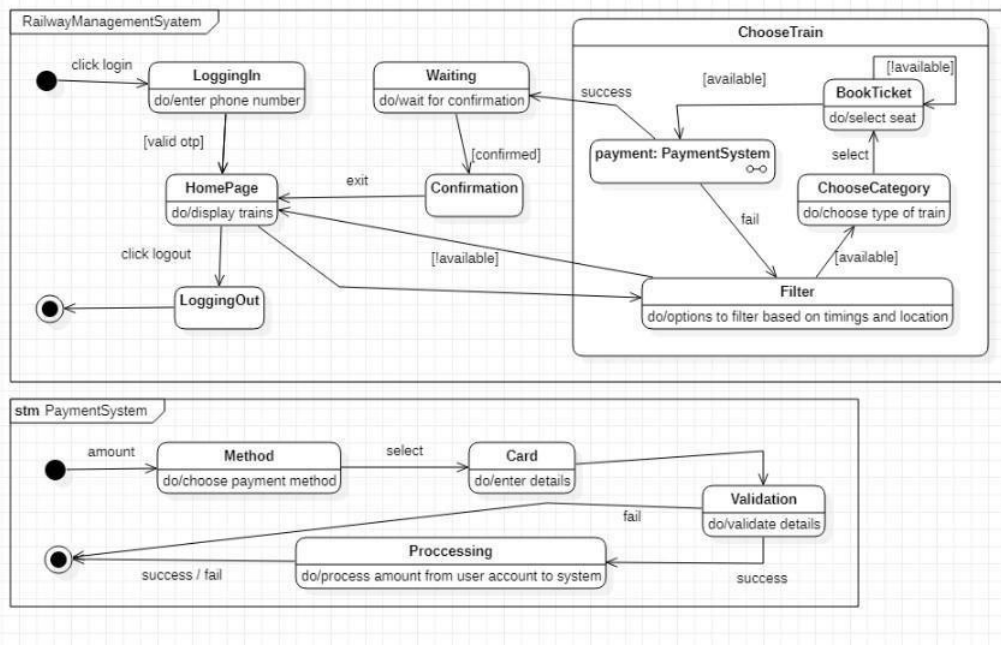 RailwayManagementSyatem
ChooseTrain
click login
LoggingIn
do/enter phone number
Waiting
do/wait for confirmation
success
[available]
[!available]
BookTicket
do/select seat
[valid otp]
[confirmed]
payment: PaymentSystem
select
HomePage
do/display trains
exit
Confirmation
ChooseCategory
do/choose type of train
fail
click logout
[!available]
[available]
LoggingOut
Filter
do/options to filter based on timings and location
stm PaymentSystem
amount
Method
do/choose payment method
select
Card
do/enter details
Validation
do/validate details
fail
Proccessing
do/process amount from user account to system
success / fail
success